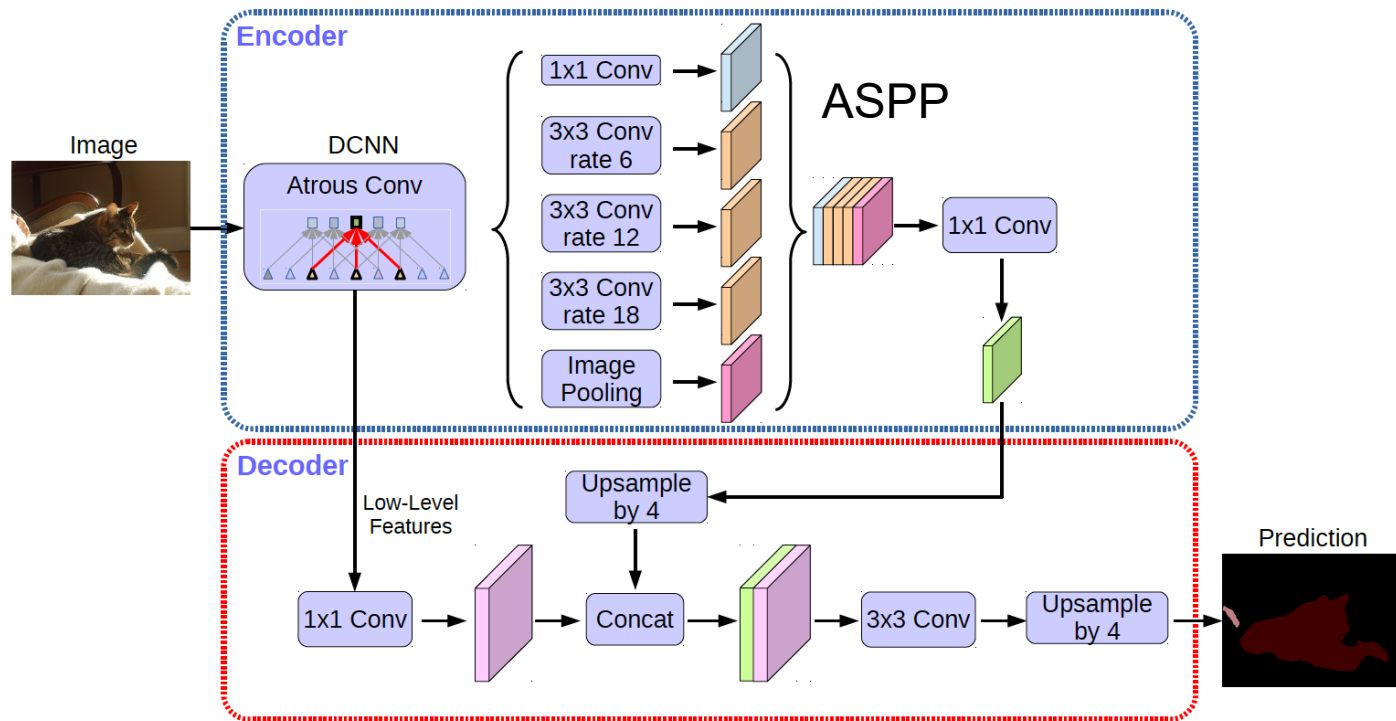 Encoder
Image
DCNN
Atrous Conv
1x1 Conv
3x3 Conv
rate 6
3x3 Conv
rate 12
3x3 Conv
rate 18
Image
Pooling
ASPP
1x1 Conv
Decoder
Low-Level
Features
Upsample
by 4
1x1 Conv
Concat
3x3 Conv
Upsample
by 4
Prediction